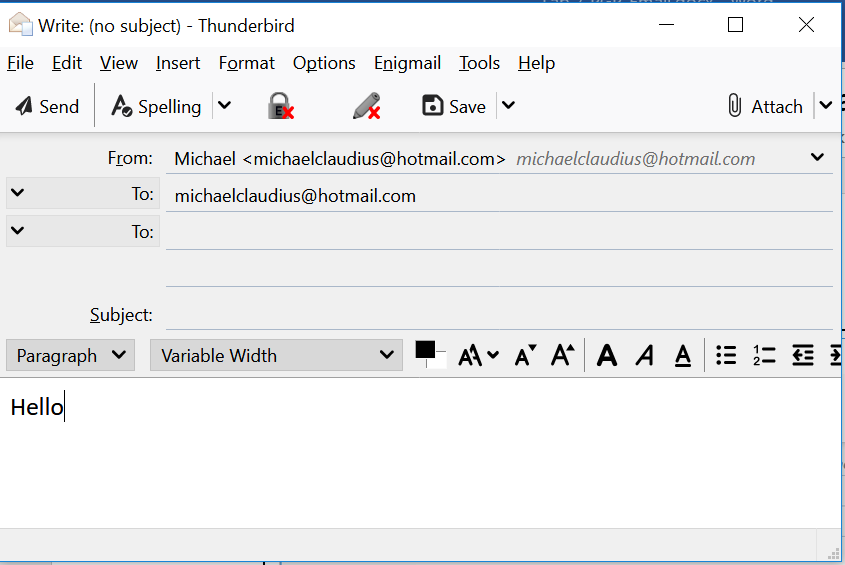 Write: (no subject) - Thunderbird
File Edit View Insert Format Options Enigmail Tools Help
Send Spelling Save Attach
From: Michael <michaelclaudius@hotmail.com> michaelclaudius@hotmail.com
To: michaelclaudius@hotmail.com
To:
Subject:
Paragraph Variable Width
Hello